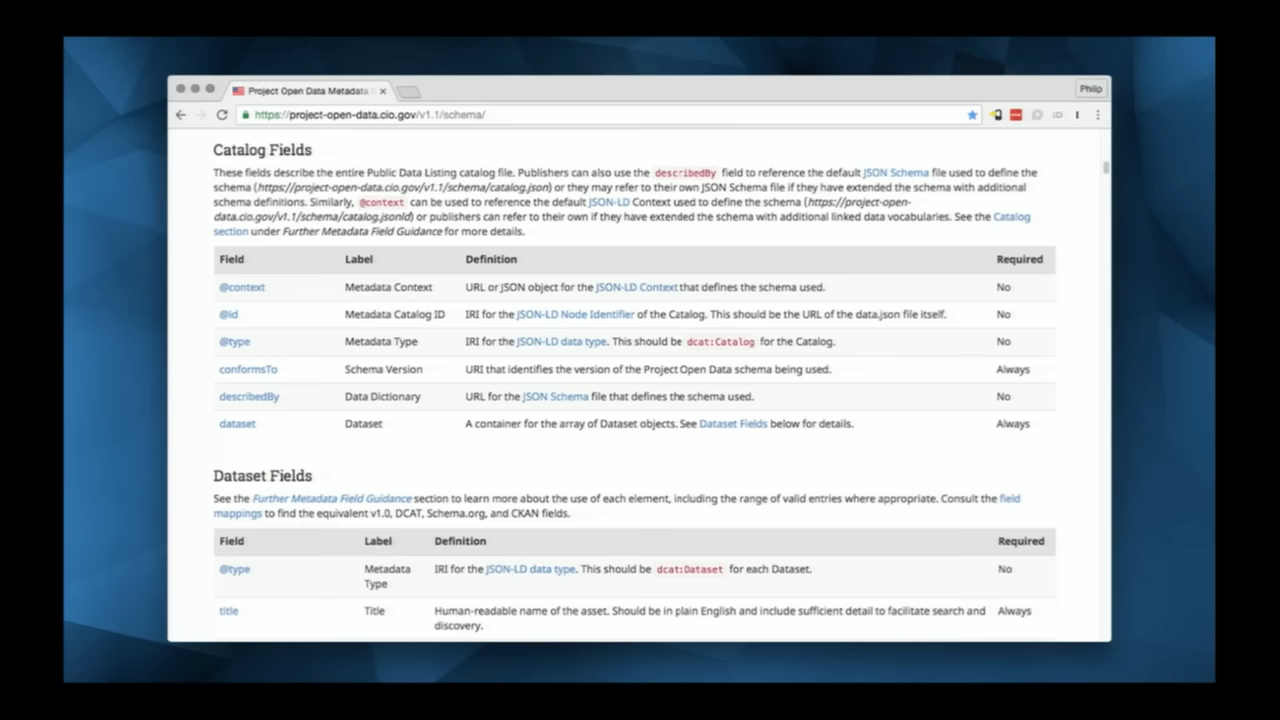 Project Open Data Metadata
Philip
https://project-open-data.cio.gov/v1.1/schema/
Catalog Fields
These fields describe the entire Public Data Listing catalog file. Publishers can also use the describedBy field to reference the default JSON Schema file used to define the
schema (https://project-open-data.cio.gov/v1.1/schema/catalog.json) or they may refer to their own JSON Schema file if they have extended the schema with additional
schema definitions. Similarly, @context can be used to reference the default JSON-LD Context used to define the schema (https://project-open-
data.cio.gov/v1.1/schema/catalog.jsonld) or publishers can refer to their own if they have extended the schema with additional linked data vocabularies. See the Catalog
section under Further Metadata Field Guidance for more details.
Field Label Definition Required
@context Metadata Context URL or JSON object for the JSON-LD Context that defines the schema used. No
@id Metadata Catalog ID IRI for the JSON-LD Node Identifier of the Catalog. This should be the URL of the data.json file itself. No
@type Metadata Type IRI for the JSON-LD data type. This should be dcat:Catalog for the Catalog. No
conformsTo Schema Version URI that identifies the version of the Project Open Data schema being used. Always
describedBy Data Dictionary URL for the JSON Schema file that defines the schema used. No
dataset Dataset A container for the array of Dataset objects. See Dataset Fields below for details. Always
Dataset Fields
See the Further Metadata Field Guidance section to learn more about the use of each element, including the range of valid entries where appropriate. Consult the field
mappings to find the equivalent v1.0, DCAT, Schema.org, and CKAN fields.
Field Label Definition Required
@type Metadata IRI for the JSON-LD data type. This should be dcat:Dataset for each Dataset. No
Type
title Title Human-readable name of the asset. Should be in plain English and include sufficient detail to facilitate search and Always
discovery.